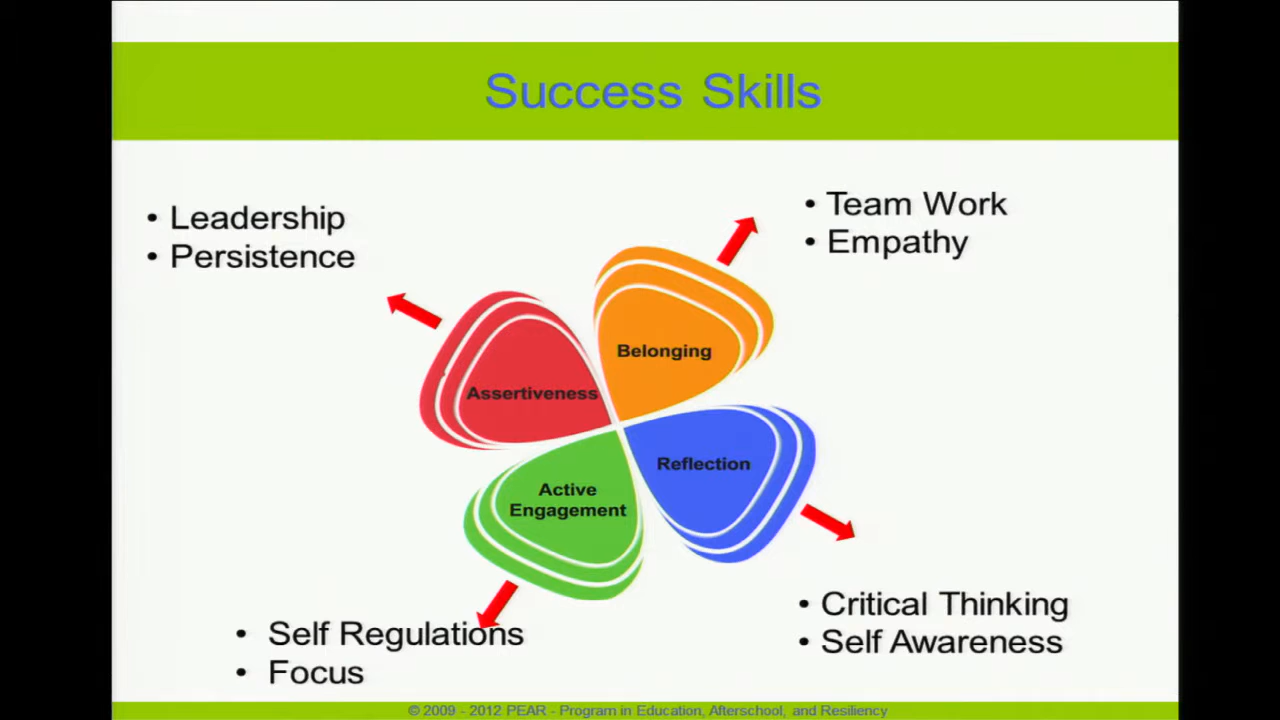 Success Skills
• Leadership
• Persistence
• Team Work
• Empathy
Belonging
Assertiveness
Reflection
Active
Engagement
• Self Regulations
• Focus
• Critical Thinking
• Self Awareness
© 2009 - 2012 PEAR - Program in Education, Afterschool, and Resiliency